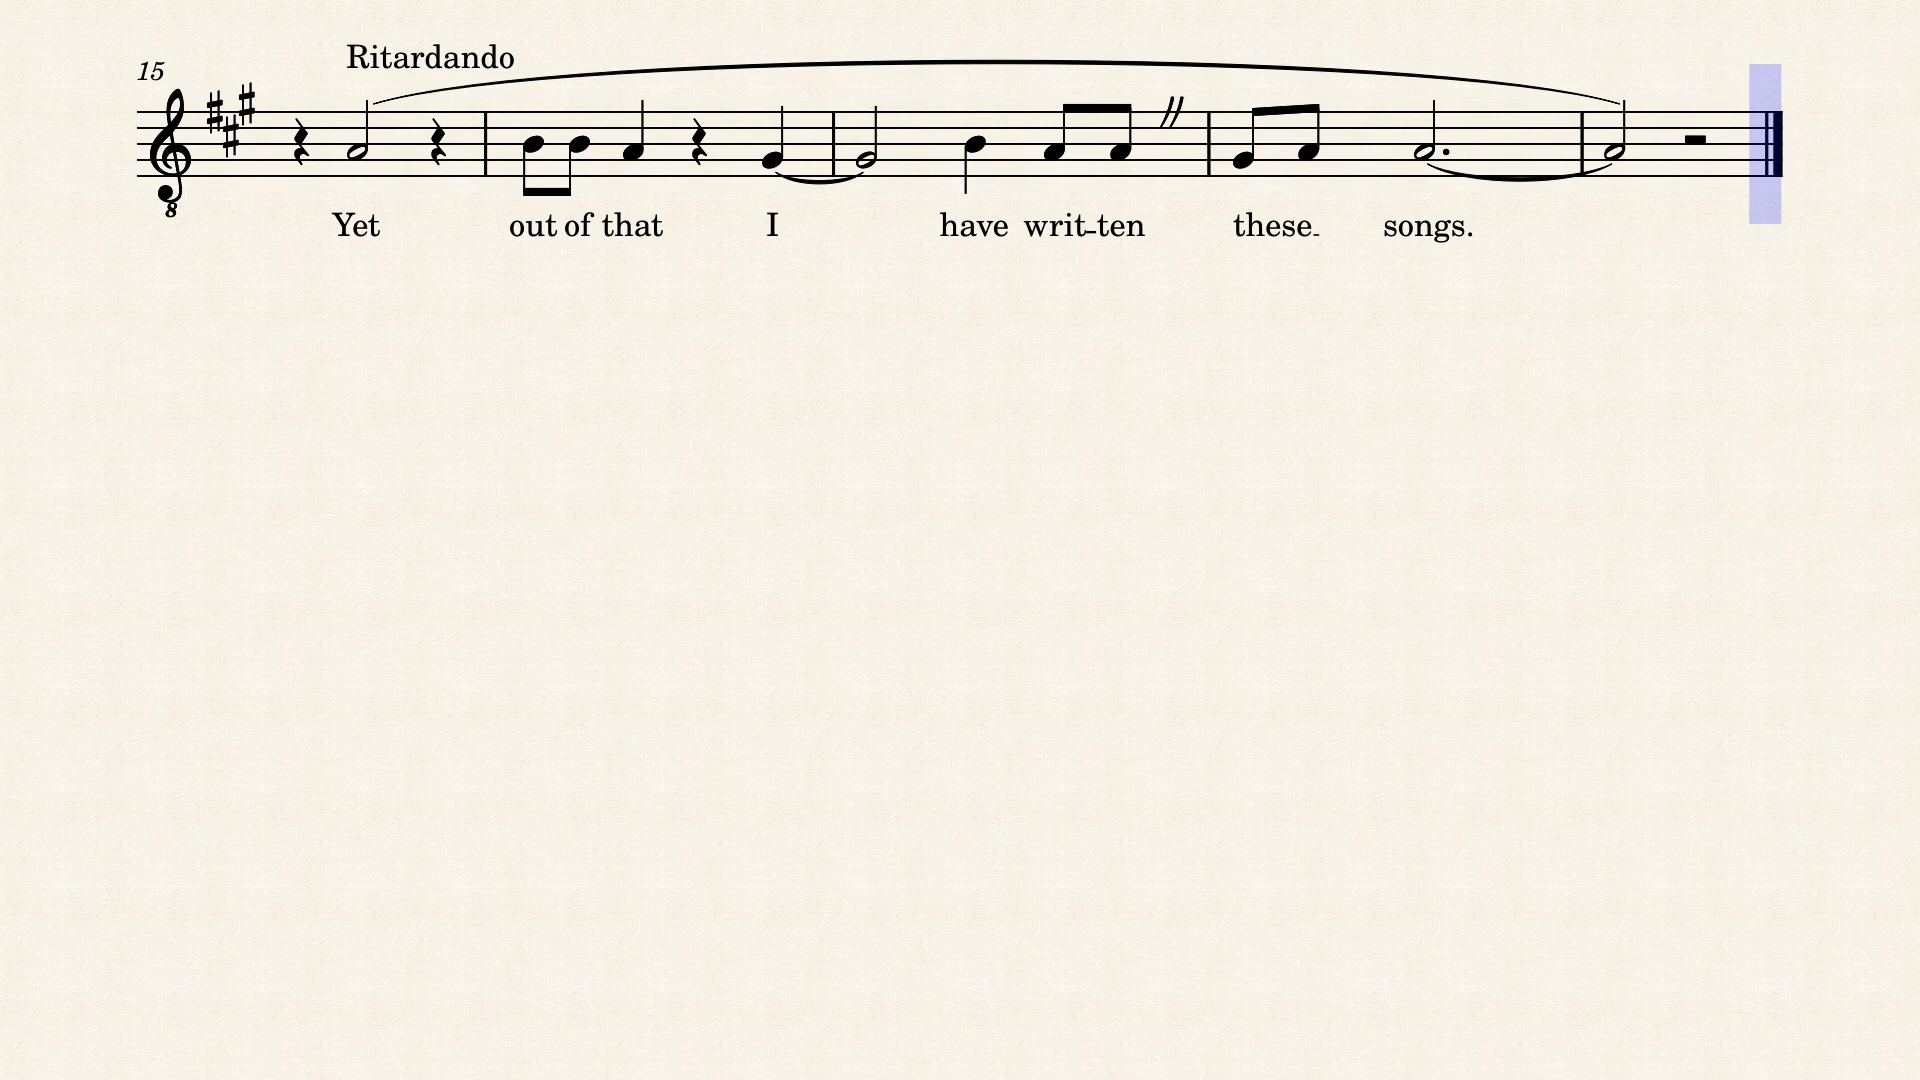 Ritardando
15
8
Yet out of that I have writ-ten these songs.